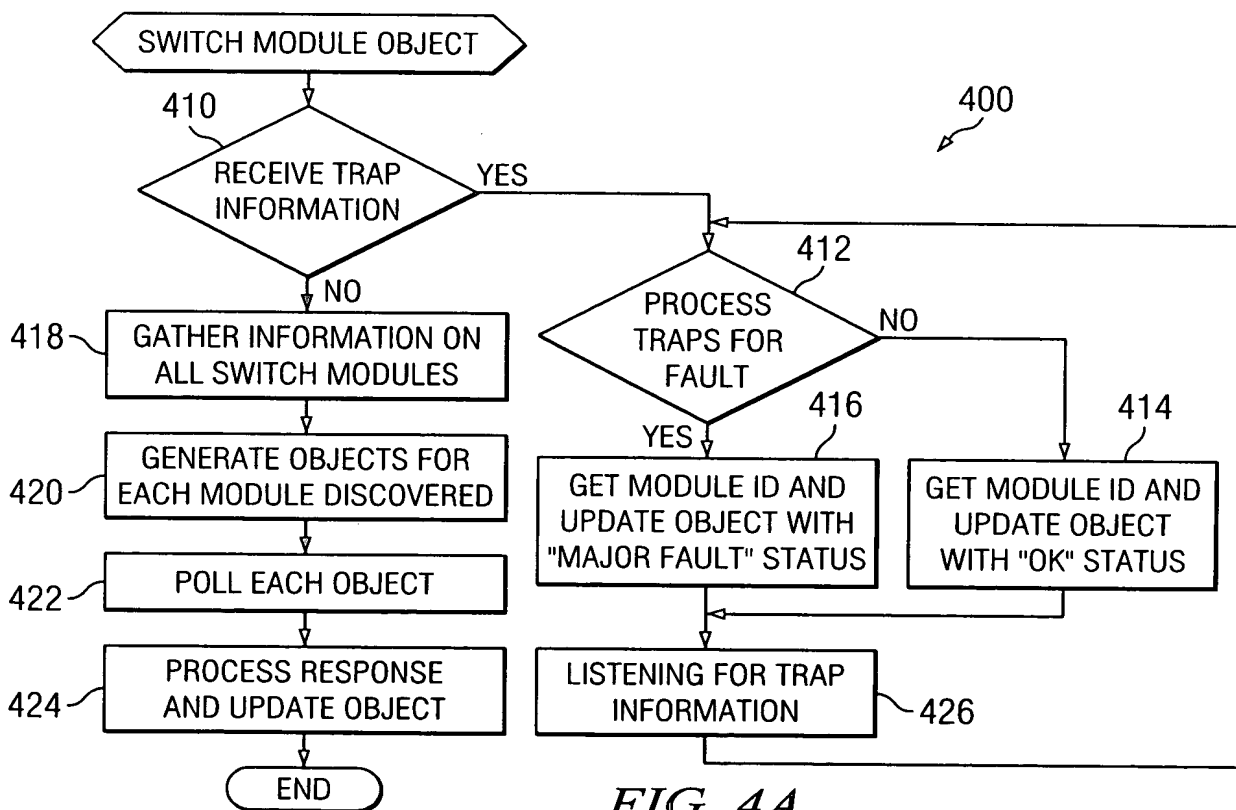 SWITCH MODULE OBJECT
400
410
RECEIVE TRAP
INFORMATION
YES
NO
412
PROCESS
TRAPS FOR
FAULT
NO
YES
418
GATHER INFORMATION ON
ALL SWITCH MODULES
416
GET MODULE ID AND
UPDATE OBJECT WITH
"MAJOR FAULT" STATUS
414
GET MODULE ID AND
UPDATE OBJECT
WITH "OK" STATUS
420
GENERATE OBJECTS FOR
EACH MODULE DISCOVERED
422
POLL EACH OBJECT
424
PROCESS RESPONSE
AND UPDATE OBJECT
LISTENING FOR TRAP
INFORMATION
426
END
FIG. 4A